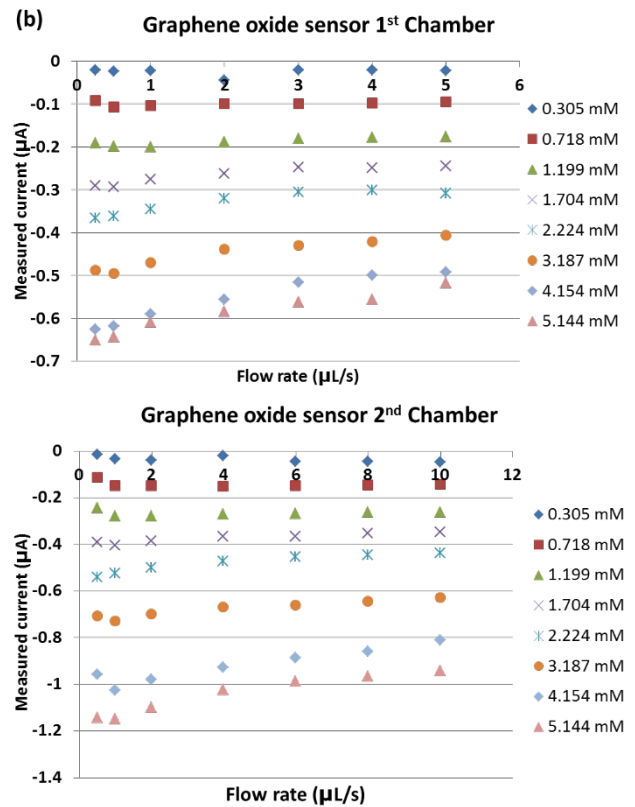 (b)
Graphene oxide sensor 1st Chamber
0
0 1 2 3 4 5 6
-0.1
-0.2
-0.3
-0.4
-0.5
-0.6
-0.7
Measured current (µA)
Flow rate (µL/s)
0.305 mM
0.718 mM
1.199 mM
1.704 mM
2.224 mM
3.187 mM
4.154 mM
5.144 mM
Graphene oxide sensor 2nd Chamber
0
0 2 4 6 8 10 12
-0.2
-0.4
-0.6
-0.8
-1
-1.2
-1.4
Measured current (µA)
Flow rate (µL/s)
0.305 mM
0.718 mM
1.199 mM
1.704 mM
2.224 mM
3.187 mM
4.154 mM
5.144 mM